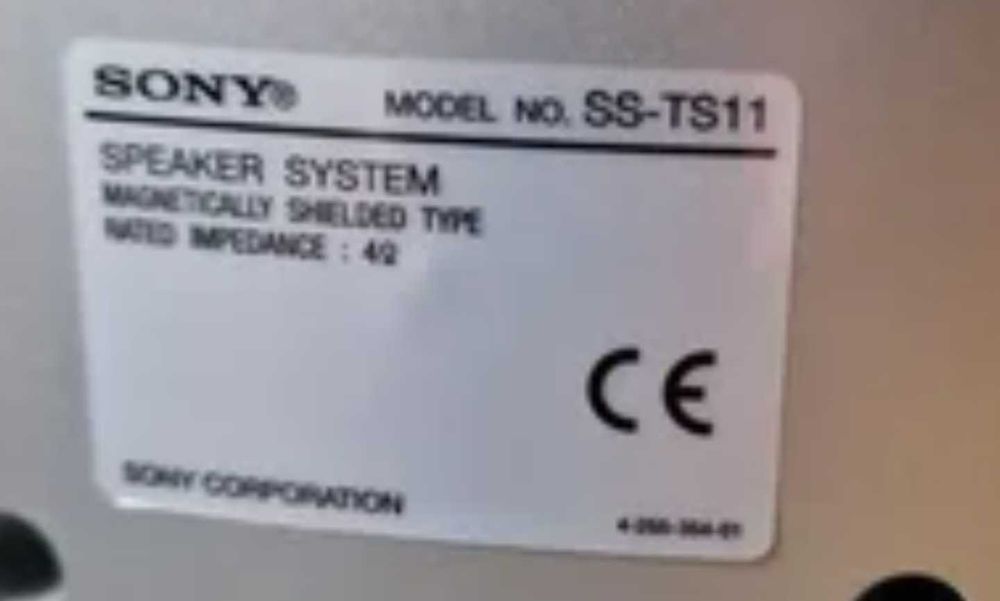 SONY® MODEL NO. SS-TS11
SPEAKER SYSTEM
MAGNETICALLY SHIELDED TYPE
RATED IMPEDANCE : 4Ω
CE
SONY CORPORATION